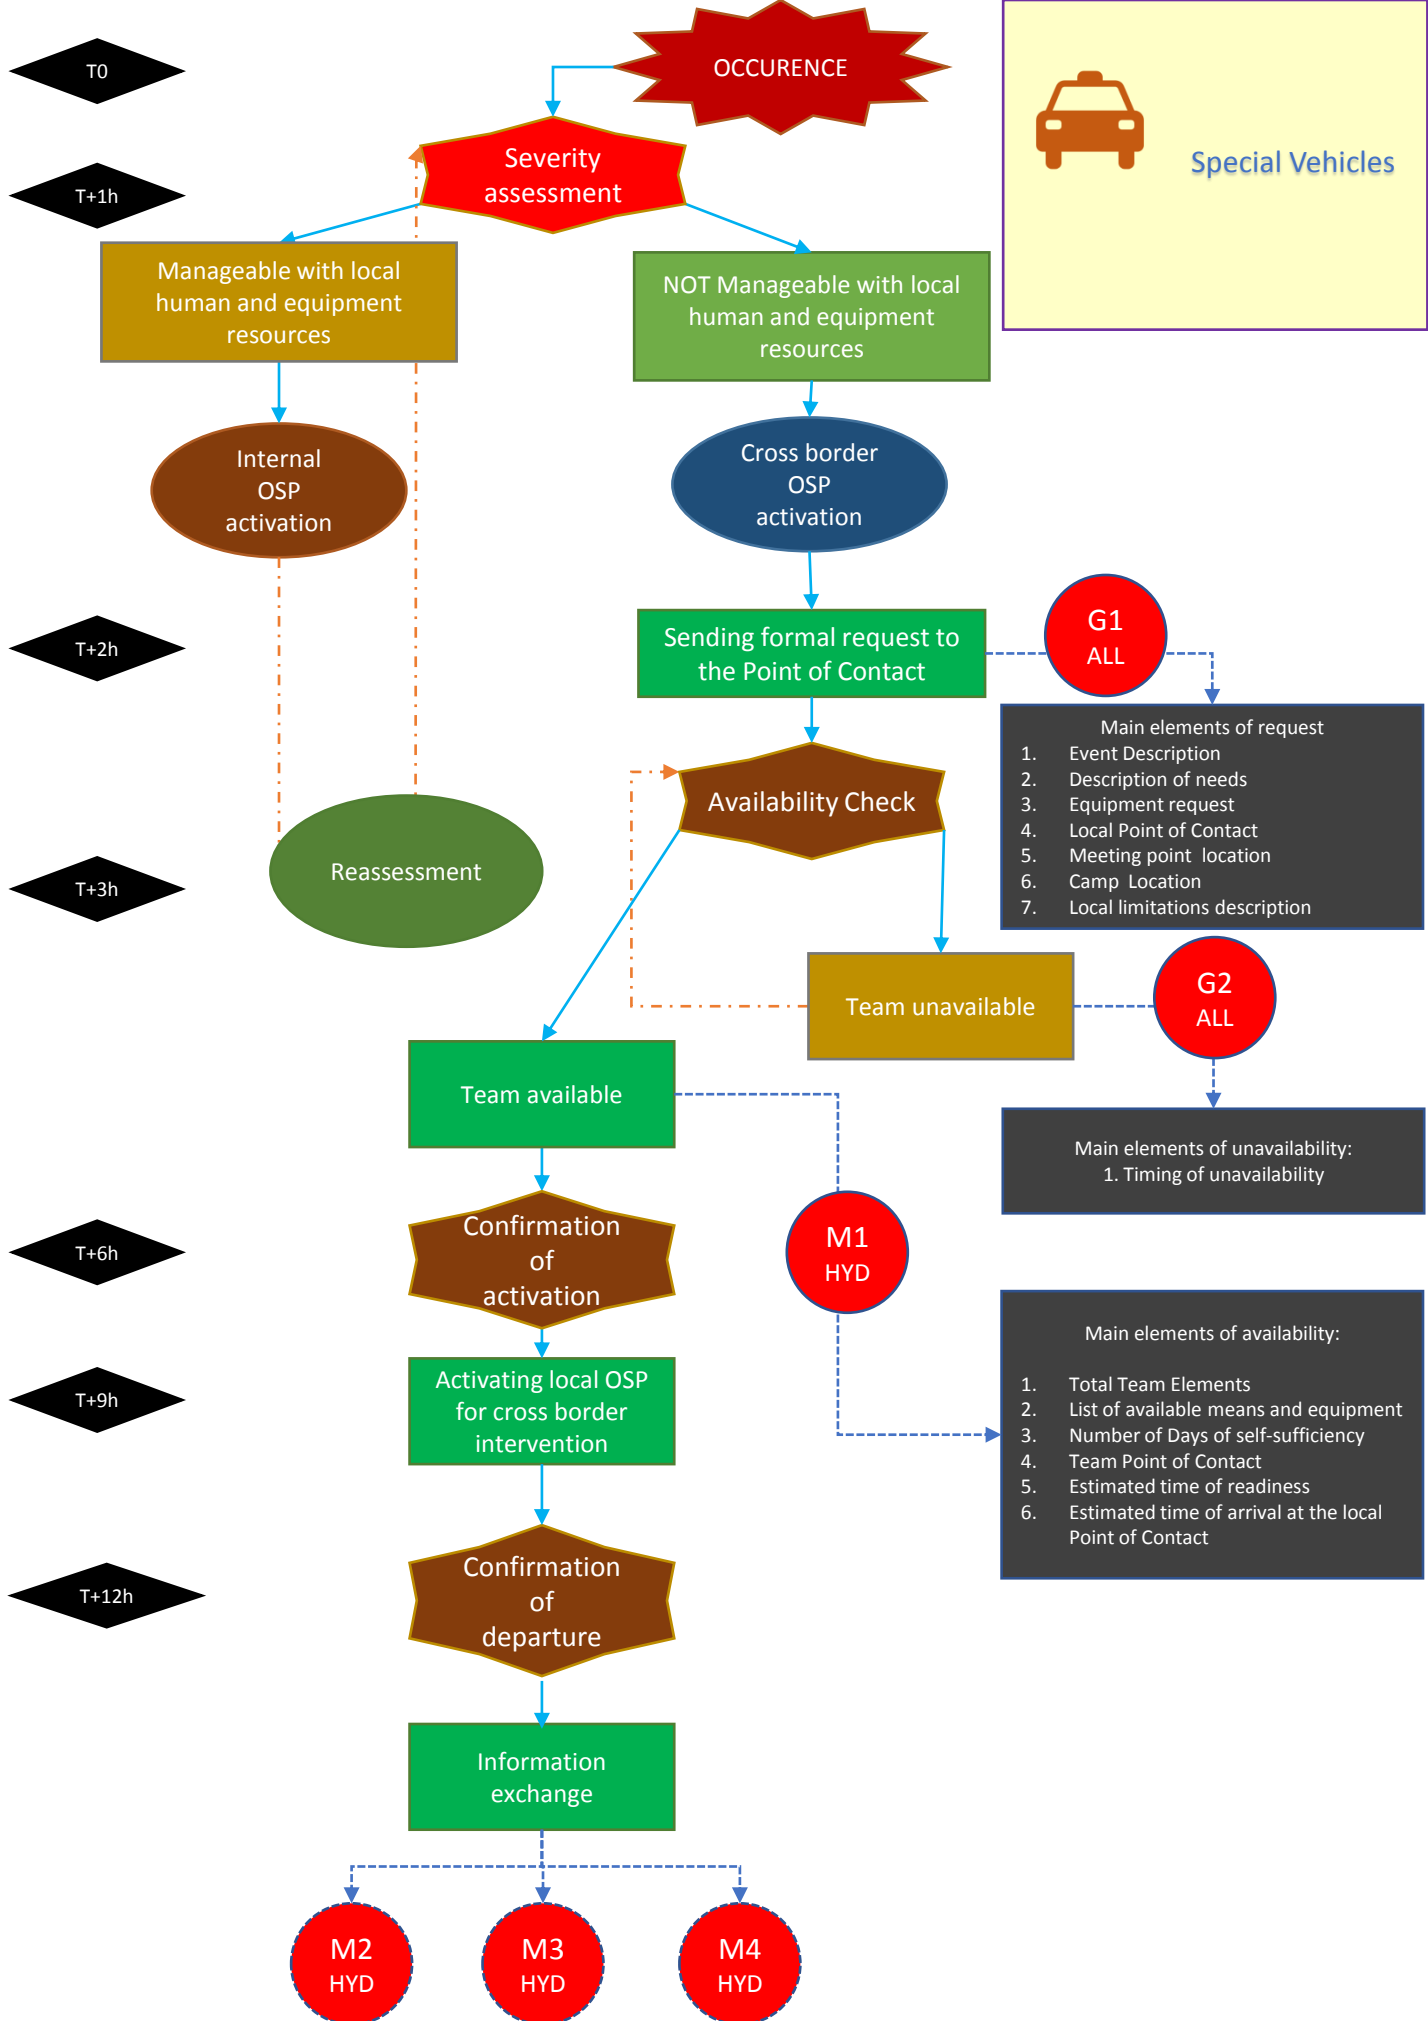 T0
OCCURENCE
Special Vehicles
Severity
assessment
T+1h
Manageable with local
human and equipment
resources
NOT Manageable with local
human and equipment
resources
Internal
OSP
activation
Cross border
OSP
activation
T+2h
Sending formal request to
the Point of Contact
G1
ALL
Main elements of request
1. Event Description
2. Description of needs
3. Equipment request
4. Local Point of Contact
5. Meeting point location
6. Camp Location
7. Local limitations description
Availability Check
T+3h
Reassessment
Team unavailable
G2
ALL
Team available
Main elements of unavailability:
1. Timing of unavailability
T+6h
Confirmation
of
activation
M1
HYD
Main elements of availability:
1. Total Team Elements
2. List of available means and equipment
3. Number of Days of self-sufficiency
4. Team Point of Contact
5. Estimated time of readiness
6. Estimated time of arrival at the local
Point of Contact
T+9h
Activating local OSP
for cross border
intervention
T+12h
Confirmation
of
departure
Information
exchange
M2
HYD
M3
HYD
M4
HYD